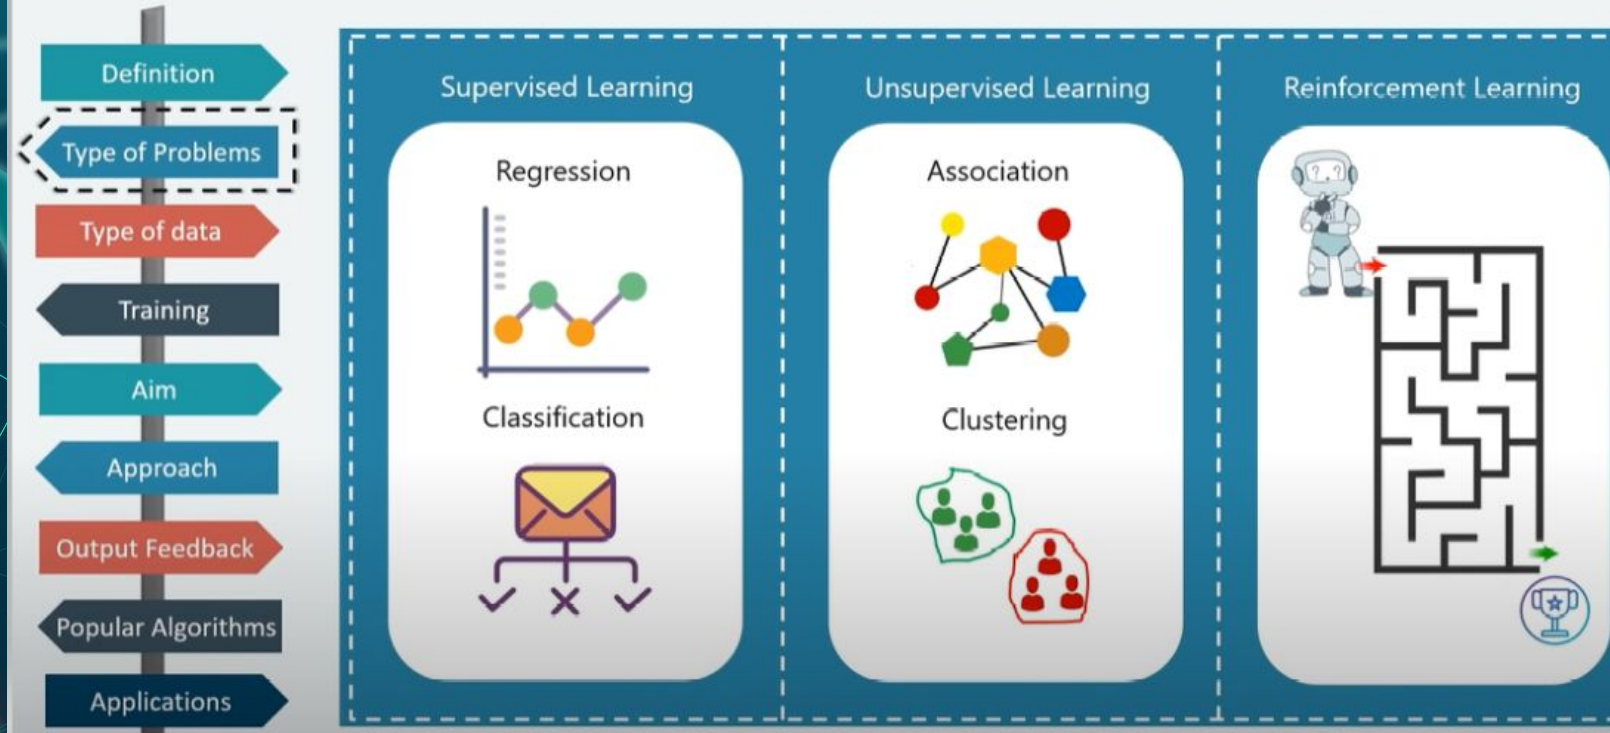 Definition
Type of Problems
Type of data
Training
Aim
Approach
Output Feedback
Popular Algorithms
Applications
Supervised Learning
Regression
Classification
Unsupervised Learning
Association
Clustering
Reinforcement Learning
? ?